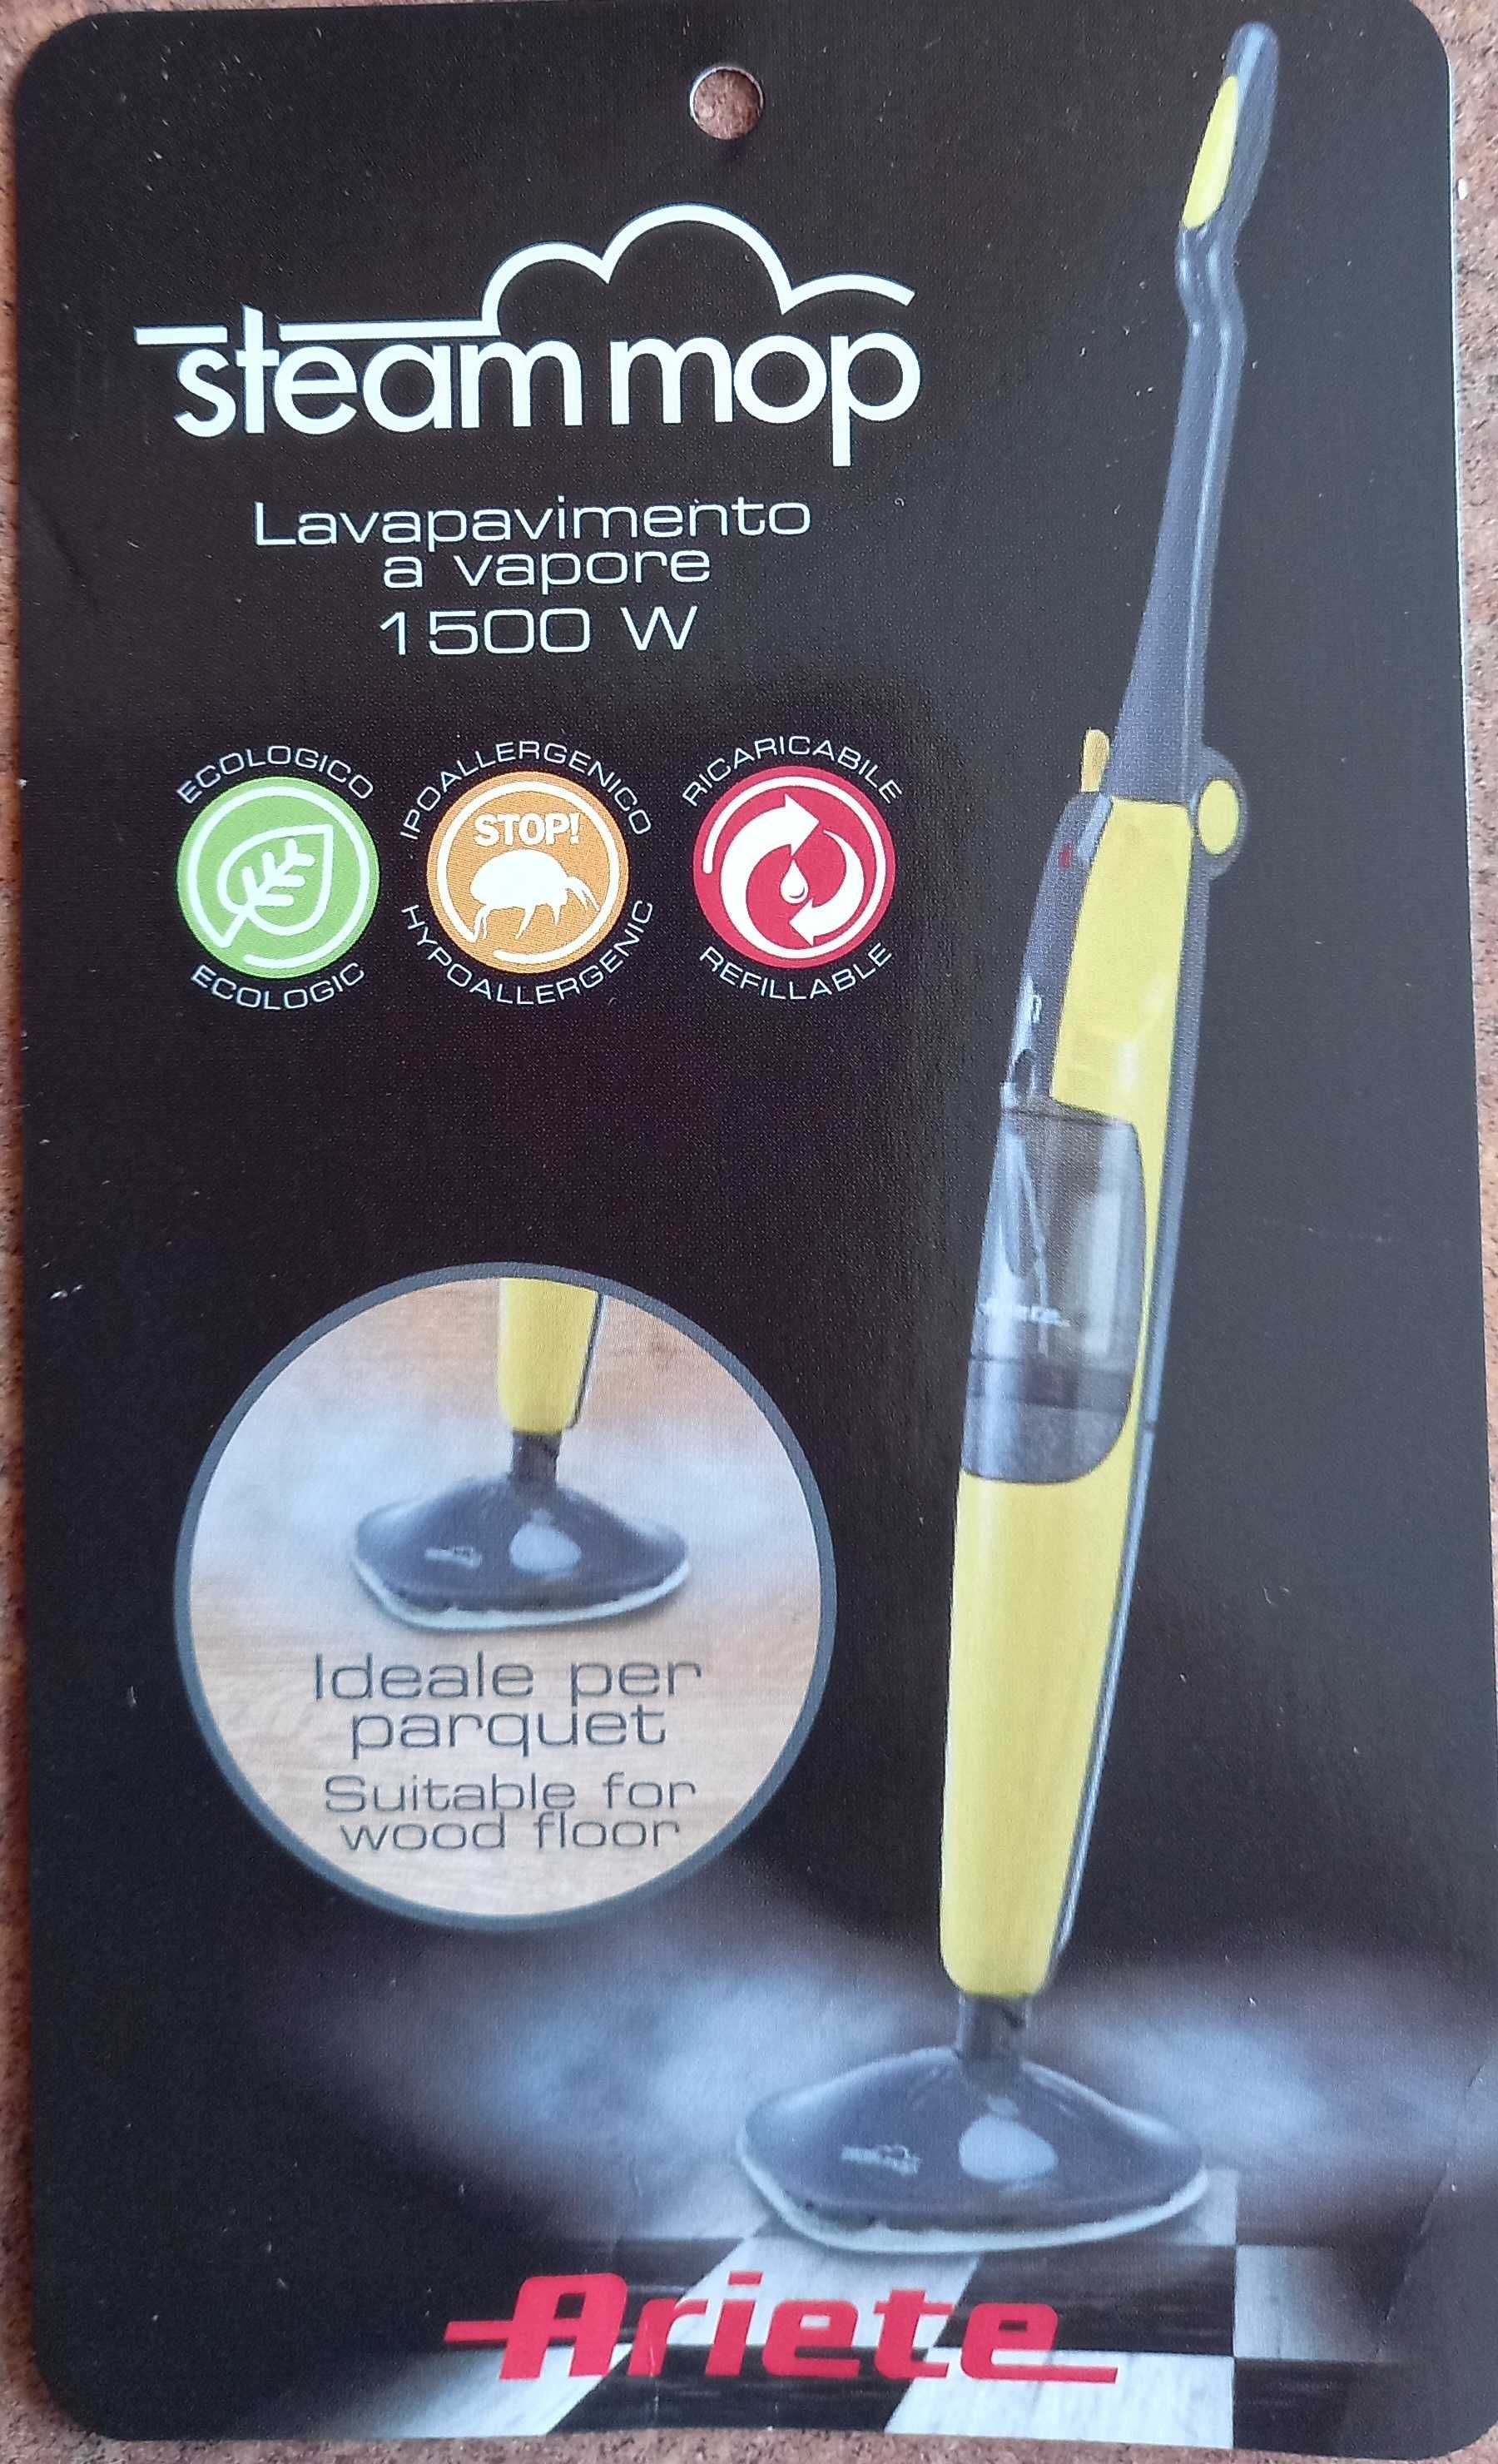 steam mop
Lavapavimento
a vapore
1500 W
ECOLOGICO
ECOLOGIC
IPOALLERGENICO
STOP!
HYPOALLERGENIC
RICARICABILE
REFILLABLE
Ideale per
parquet
Suitable for
wood floor
Ariete